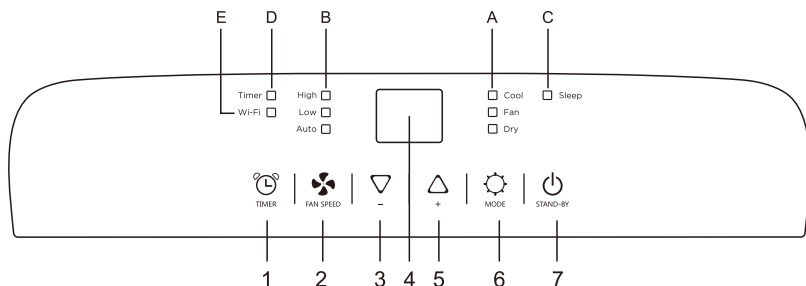 E D B A C
Timer High Cool Sleep
Wi-Fi Low Fan
Auto Dry
TIMER FAN SPEED - + MODE STAND-BY
1 2 3 4 5 6 7